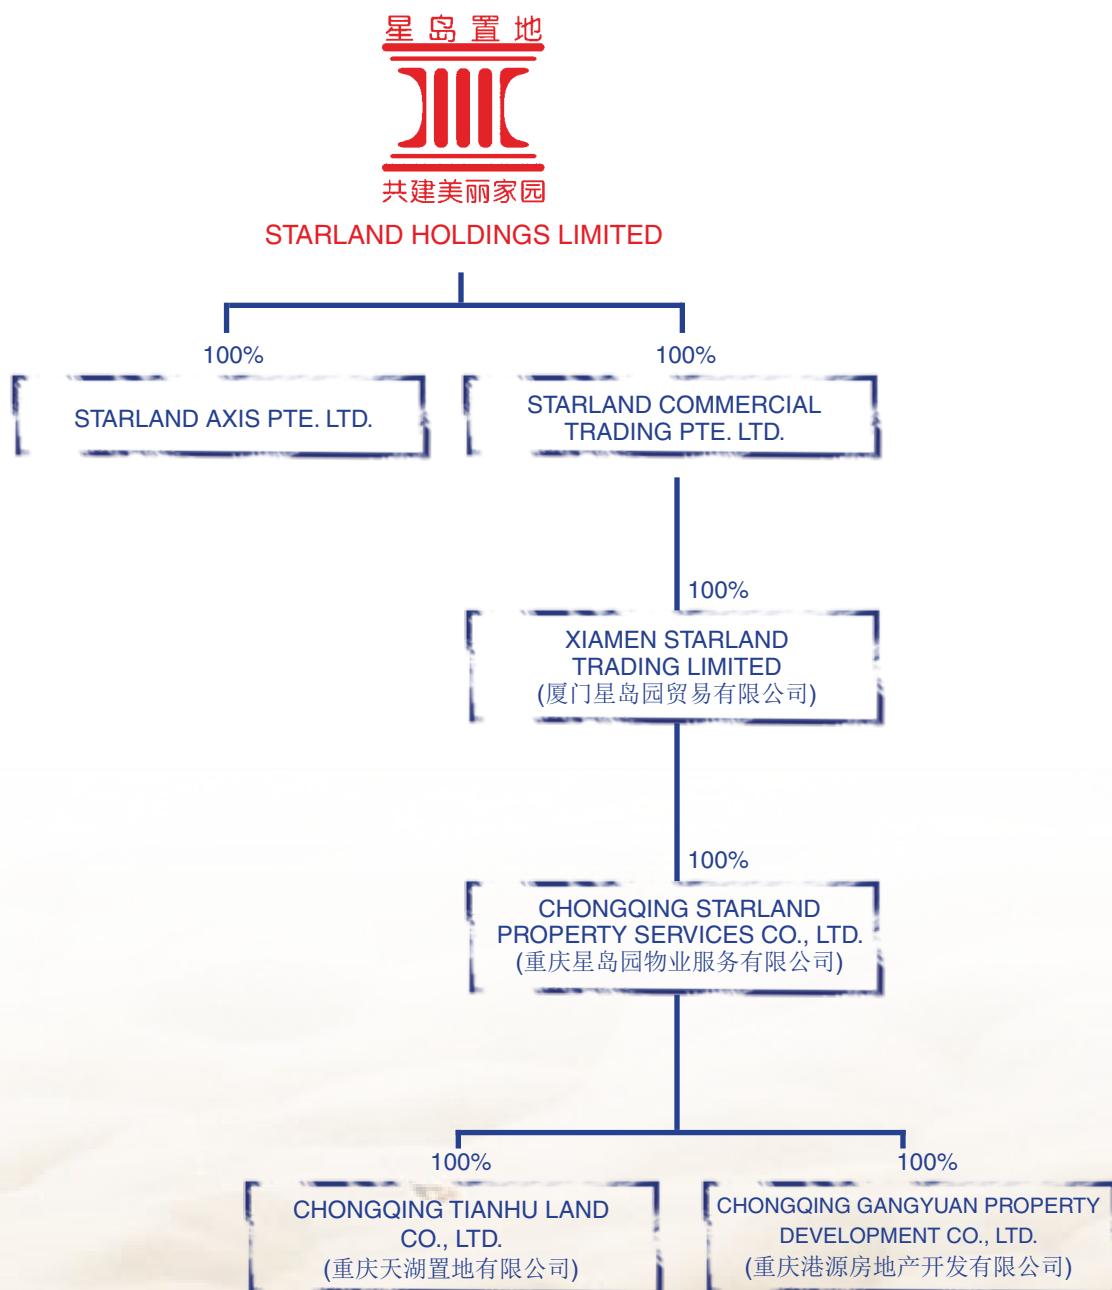 星岛置地
共建美丽家园
STARLAND HOLDINGS LIMITED
100%
100%
STARLAND AXIS PTE. LTD.
STARLAND COMMERCIAL
TRADING PTE. LTD.
100%
XIAMEN STARLAND
TRADING LIMITED
(厦门星岛园贸易有限公司)
100%
CHONGQING STARLAND
PROPERTY SERVICES CO., LTD.
(重庆星岛园物业服务有限公司)
100%
100%
CHONGQING TIANHU LAND
CO., LTD.
(重庆天湖置地有限公司)
CHONGQING GANGYUAN PROPERTY
DEVELOPMENT CO., LTD.
(重庆港源房地产开发有限公司)